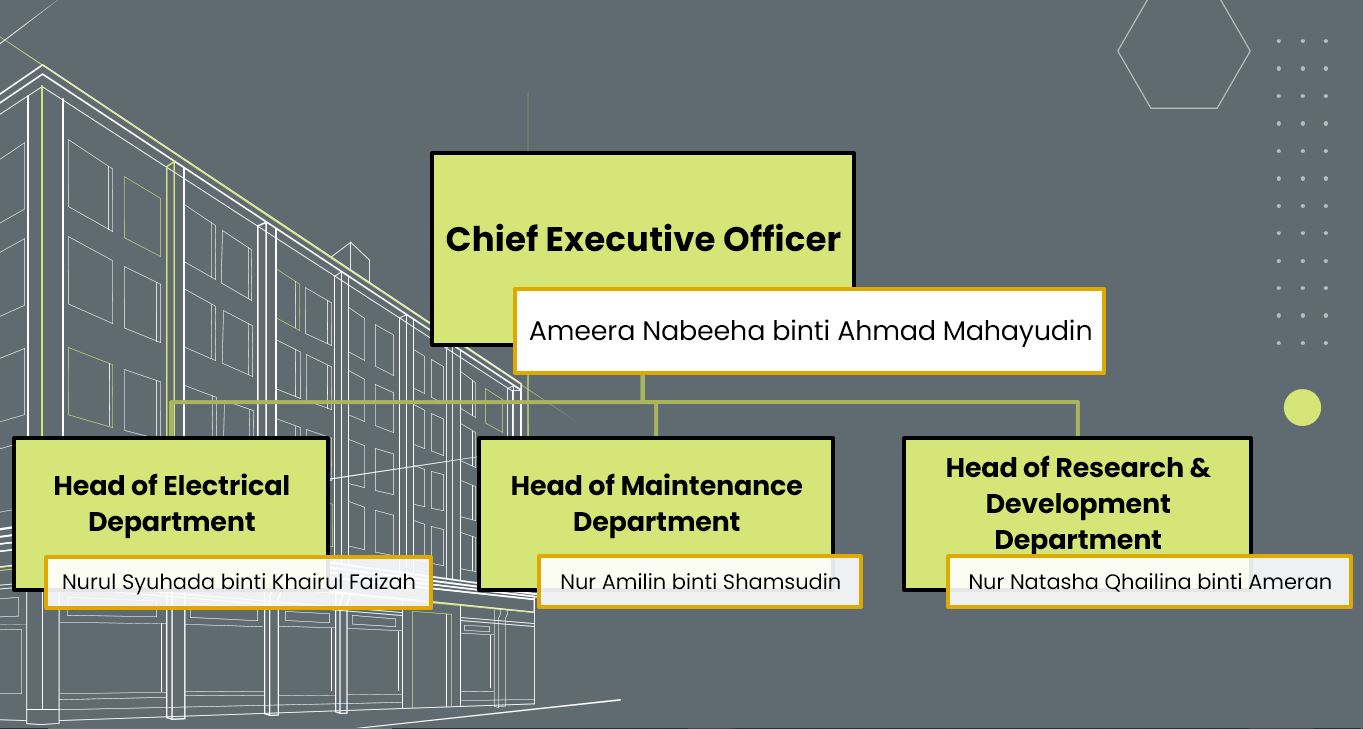 Chief Executive Officer
Ameera Nabeeha binti Ahmad Mahayudin
Head of Electrical
Department
Nurul Syuhada binti Khairul Faizah
Head of Maintenance
Department
Nur Amilin binti Shamsudin
Head of Research &
Development
Department
Nur Natasha Qhailina binti Ameran